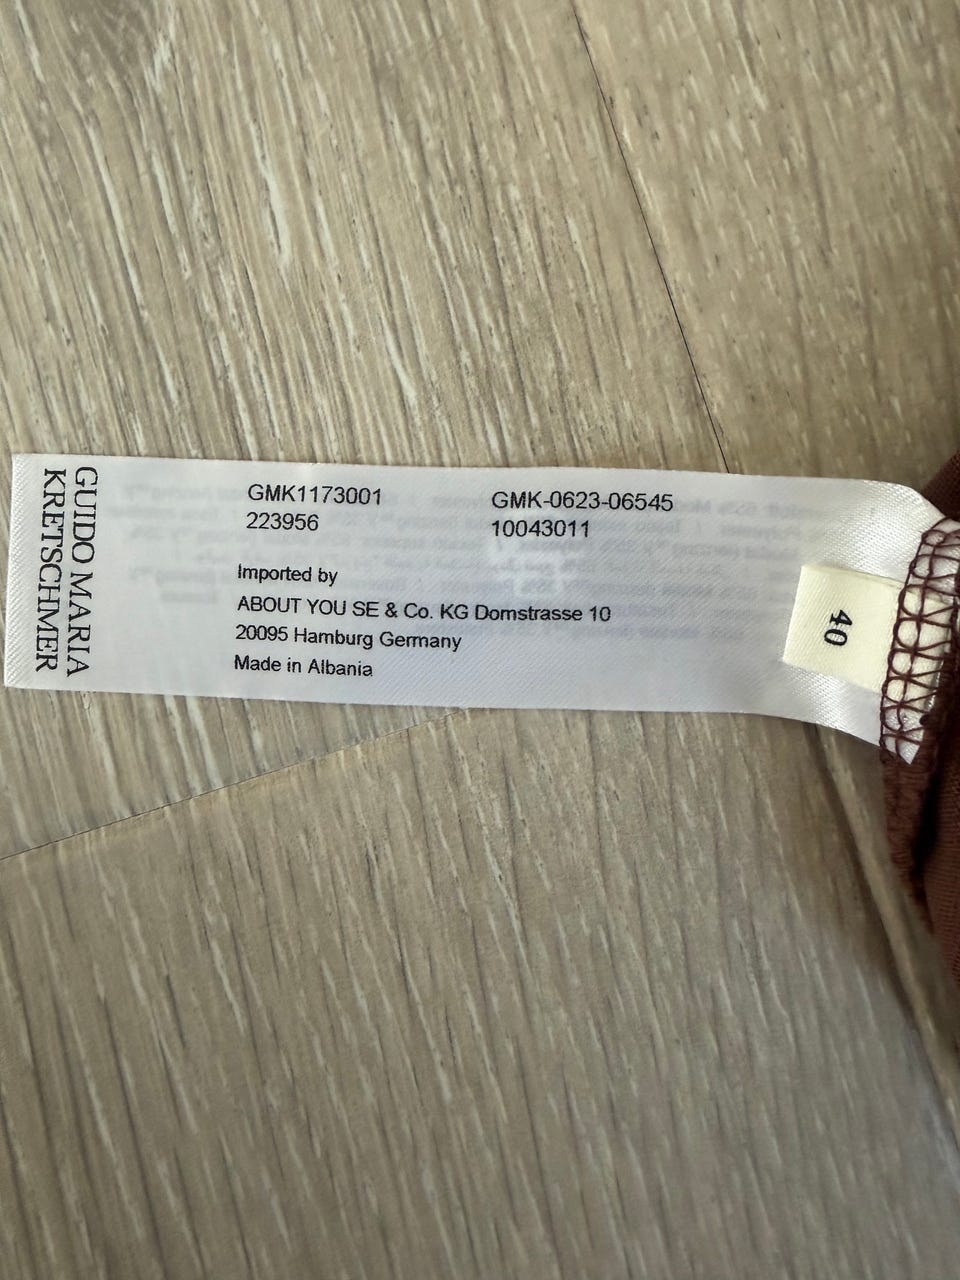 GUIDO MARIA
KRETSCHMER
GMK1173001
223956
GMK-0623-06545
10043011
Imported by
ABOUT YOU SE & Co. KG Domstrasse 10
20095 Hamburg Germany
Made in Albania
40